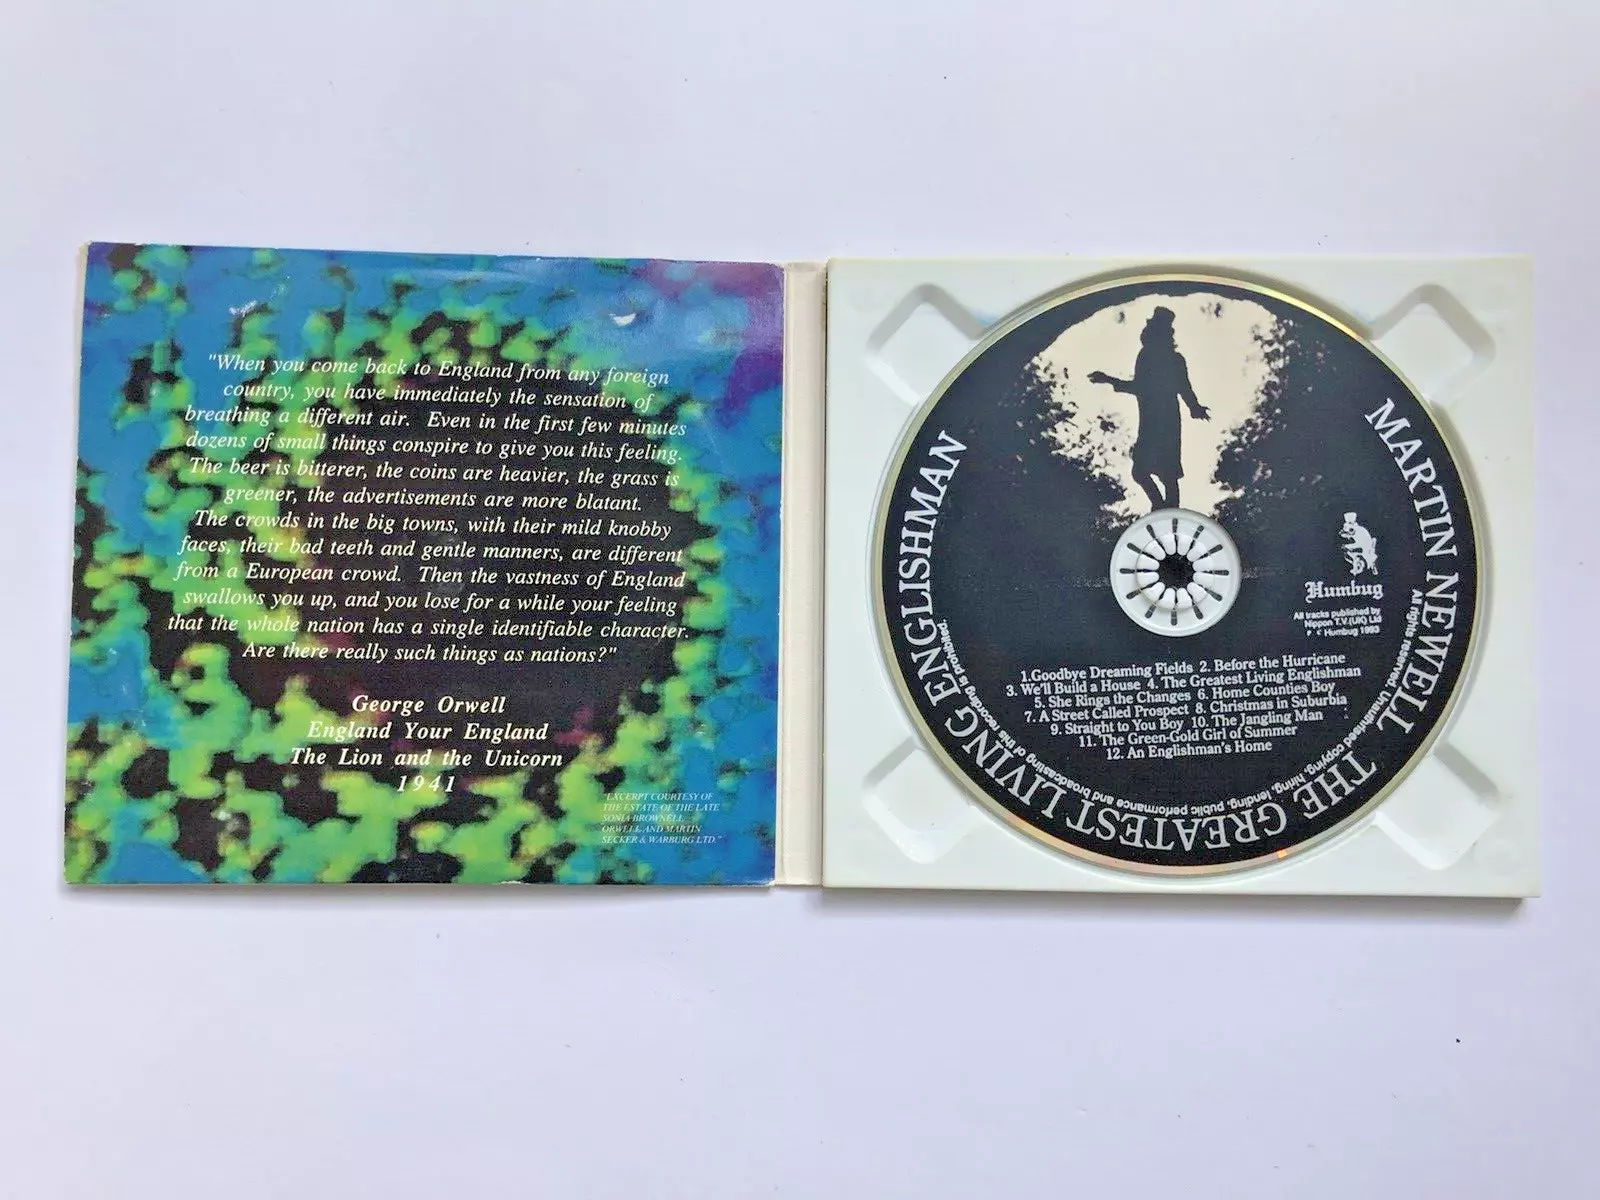 "When you come back to England from any foreign
country, you have immediately the sensation of
breathing a different air. Even in the first few minutes
dozens of small things conspire to give you this feeling.
The beer is bitterer, the coins are heavier, the grass is
greener, the advertisements are more blatant.
The crowds in the big towns, with their mild knobby
faces, their bad teeth and gentle manners, are different
from a European crowd. Then the vastness of England
swallows you up, and you lose for a while your feeling
that the whole nation has a single identifiable character.
Are there really such things as nations?"
George Orwell
England Your England
The Lion and the Unicorn
1941
"EXCERPT COURTESY OF
THE ESTATE OF THE LATE
SONIA BROWNELL
ORWELL AND MARTIN
SECKER & WARBURG LTD."
MARTIN NEWELL
THE GREATEST LIVING ENGLISHMAN
Humbug
All tracks published by
Nippon T.V.(UK) Ltd
Humbug 1993
1.Goodbye Dreaming Fields 2. Before the Hurricane
3. We'll Build a House 4. The Greatest Living Englishman
5. She Rings the Changes 6. Home Counties Boy
7. A Street Called Prospect 8. Christmas in Suburbia
9. Straight to You Boy 10. The Jangling Man
11. The Green-Gold Girl of Summer
12. An Englishman's Home
All rights reserved. Unauthorised copying, hiring, lending, public performance and broadcasting of this recording is prohibited.